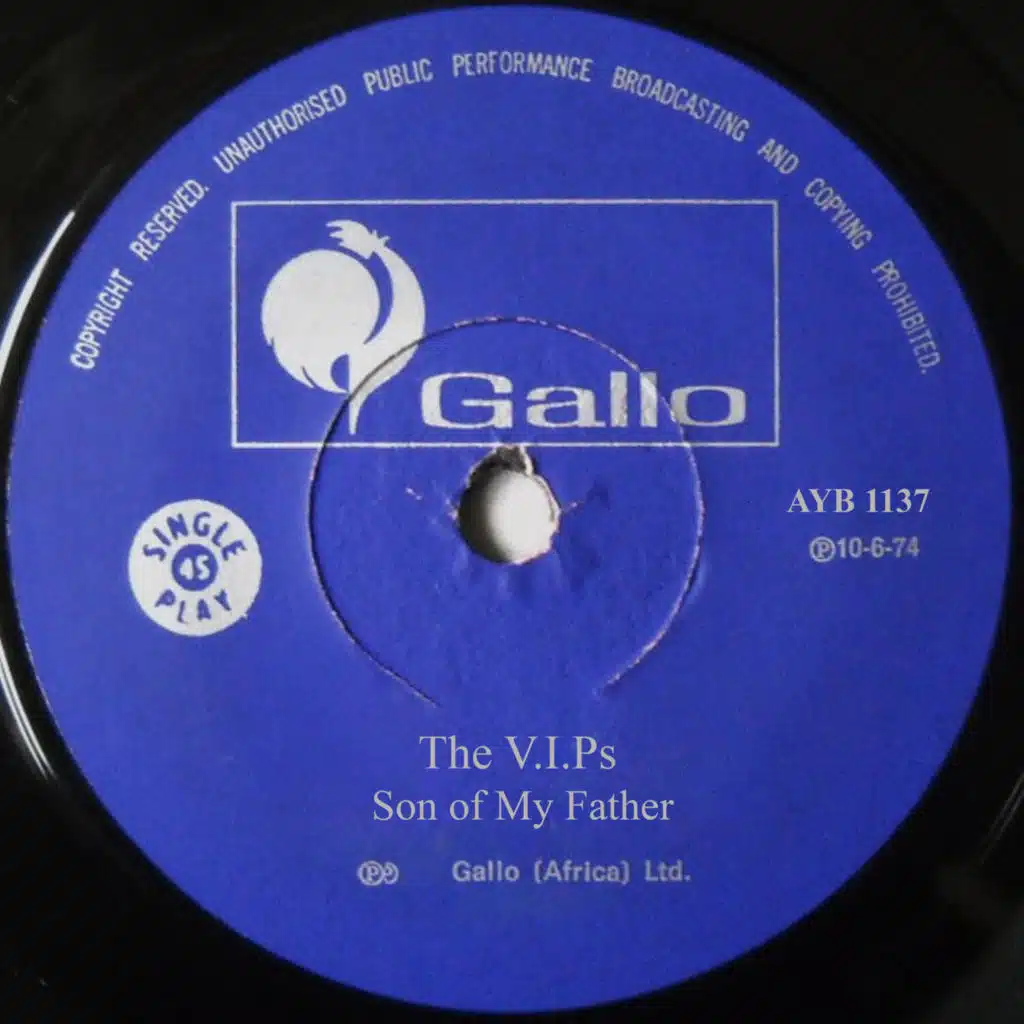 COPYRIGHT RESERVED. UNAUTHORISED PUBLIC PERFORMANCE BROADCASTING AND COPYING PROHIBITED.
Gallo
AYB 1137
Ⓟ10-6-74
SINGLE
45
PLAY
The V.I.Ps
Son of My Father
Ⓟ Gallo (Africa) Ltd.